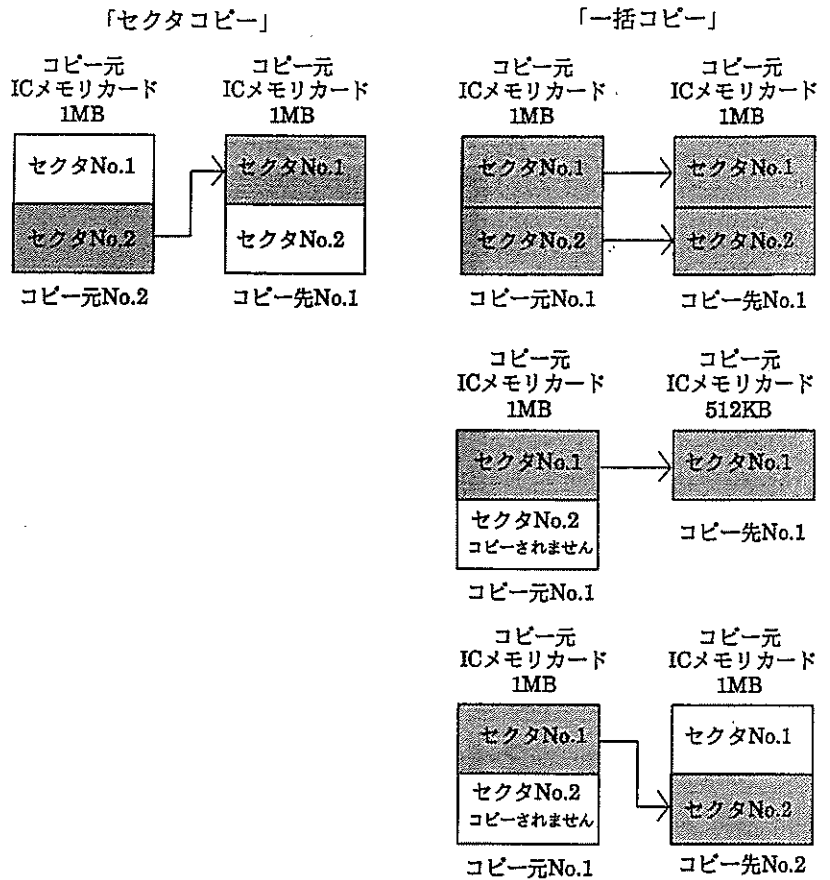 「セクタコピー」
コピー元
ICメモリカード
1MB
コピー元
ICメモリカード
1MB
セクタNo.1
セクタNo.2
セクタNo.1
セクタNo.2
コピー元No.2
コピー先No.1
「一括コピー」
コピー元
ICメモリカード
1MB
コピー元
ICメモリカード
1MB
セクタNo.1
セクタNo.2
セクタNo.1
セクタNo.2
コピー元No.1
コピー先No.1
コピー元
ICメモリカード
1MB
コピー元
ICメモリカード
512KB
セクタNo.1
セクタNo.2
コピーされません
セクタNo.1
コピー元No.1
コピー先No.1
コピー元
ICメモリカード
1MB
コピー元
ICメモリカード
1MB
セクタNo.1
セクタNo.2
コピーされません
セクタNo.1
セクタNo.2
コピー元No.1
コピー先No.2